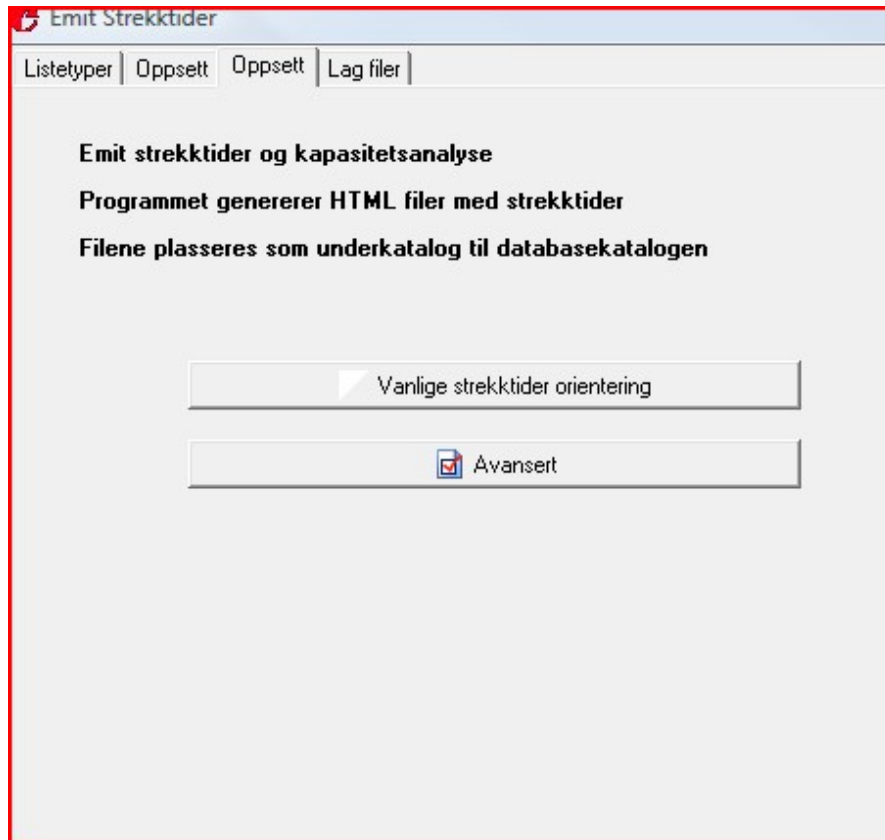 Emit Strekktider
Listetyper Oppsett Oppsett Lag filer
Emit strekktider og kapasitetsanalyse
Programmet genererer HTML filer med strekktider
Filene plasseres som underkatalog til databasekatalogen
Vanlige strekktider orientering
Avansert